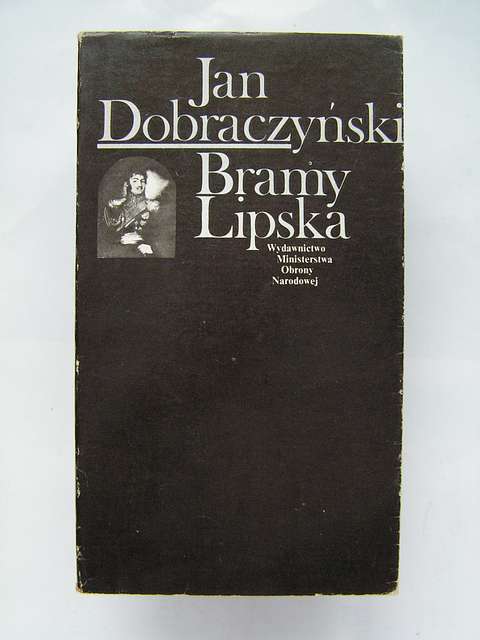 Jan
Dobraczyński
Bramy
Lipska
Wydawnictwo
Ministerstwa
Obrony
Narodowej